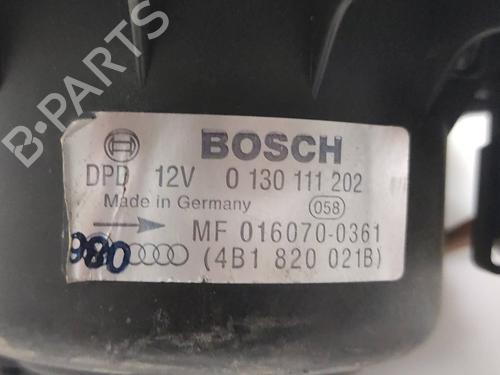 B-PARTS
BOSCH
DPD 12V 0 130 111 202
Made in Germany 058
MF 016070-0361
980 (4B1 820 021B)